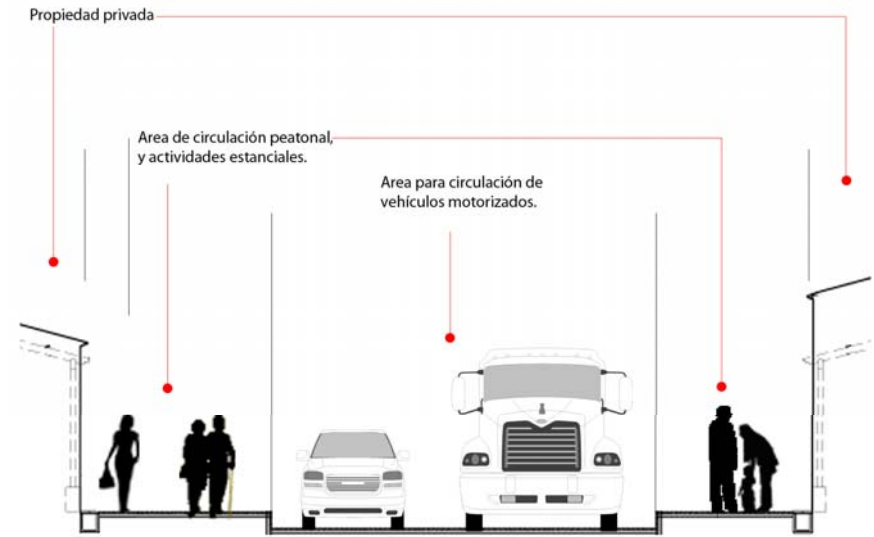 Propiedad privada
Area de circulación peatonal,
y actividades estanciales.
Area para circulación de
vehículos motorizados.